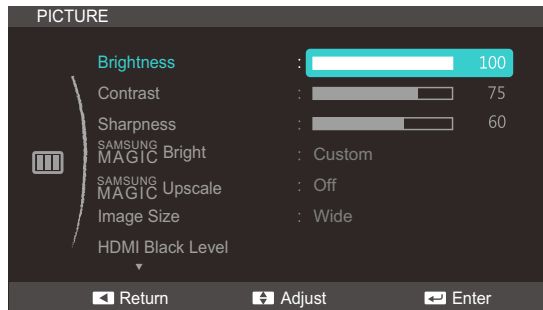 PICTURE
Brightness : 100
Contrast : 75
Sharpness : 60
SAMSUNG MAGIC Bright : Custom
SAMSUNG MAGIC Upscale : Off
Image Size : Wide
HDMI Black Level
Return Adjust Enter